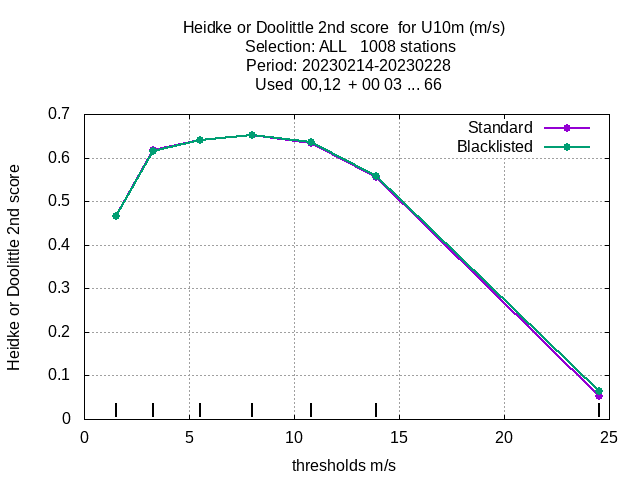 Heidke or Doolittle 2nd score  for U10m (m/s)
Selection: ALL   1008 stations
Period: 20230214-20230228
Used  00,12  + 00 03 ... 66
Standard
Blacklisted
Heidke or Doolittle 2nd score
0.7
0.6
0.5
0.4
0.3
0.2
0.1
0
0 5 10 15 20 25
thresholds m/s